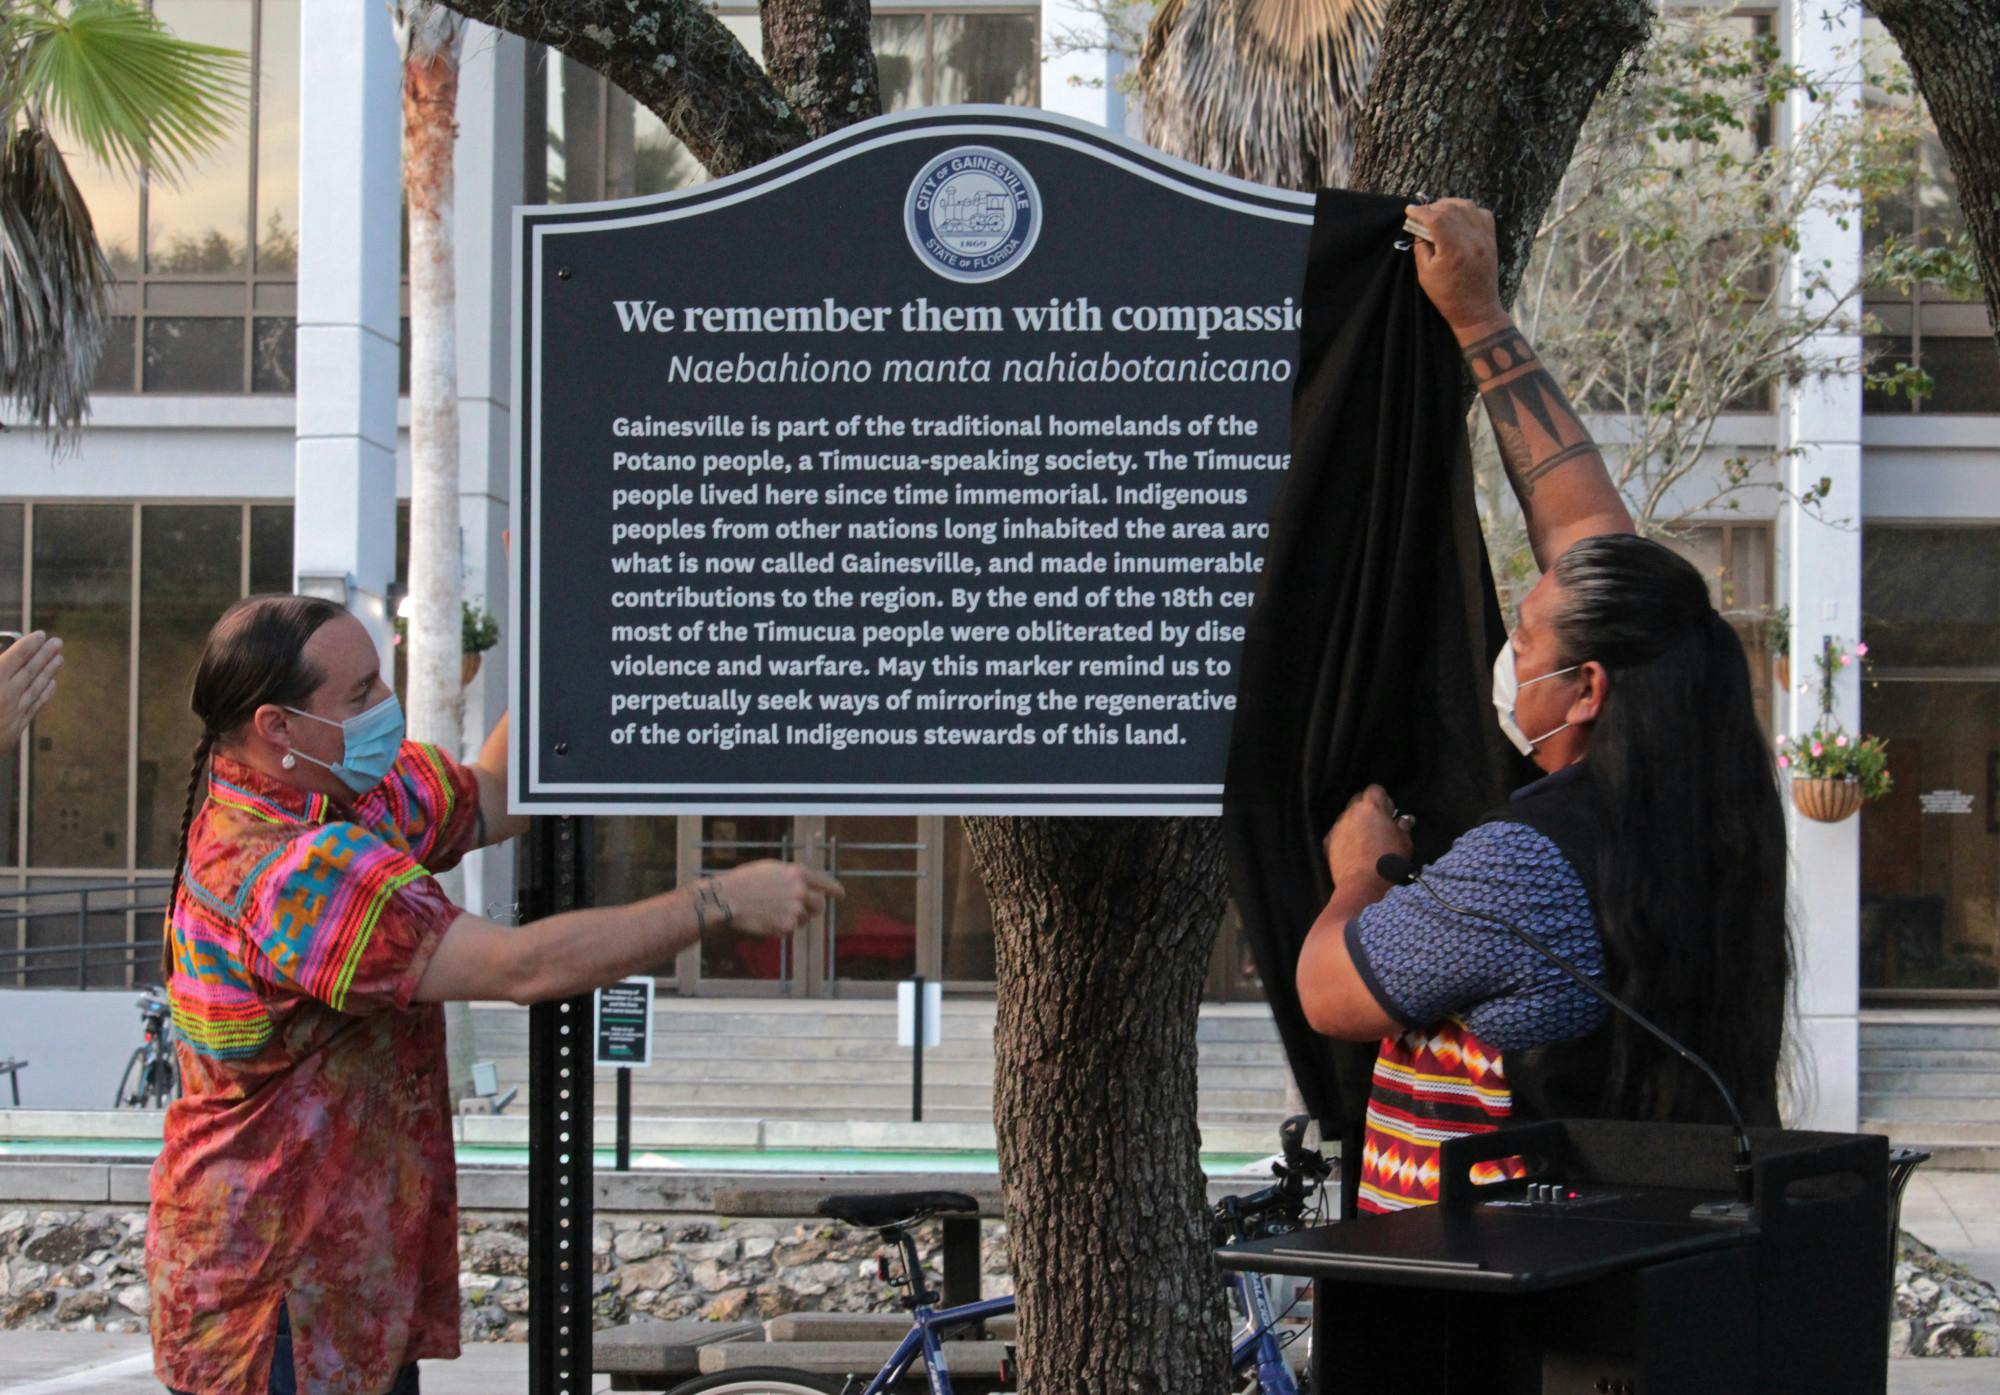 CITY OF GAINESVILLE
1869
STATE OF FLORIDA
We remember them with compassi
Naebahiono manta nahiabotanicano
Gainesville is part of the traditional homelands of the
Potano people, a Timucua-speaking society. The Timucua
people lived here since time immemorial. Indigenous
peoples from other nations long inhabited the area aro
what is now called Gainesville, and made innumerable
contributions to the region. By the end of the 18th cen
most of the Timucua people were obliterated by dise
violence and warfare. May this marker remind us to
perpetually seek ways of mirroring the regenerative
of the original Indigenous stewards of this land.